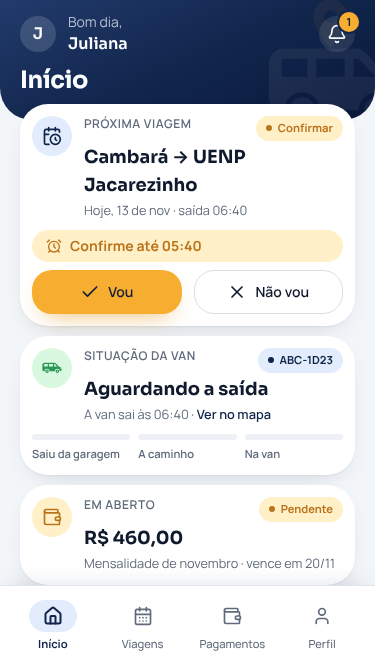 J
Bom dia,
Juliana
1
Início
PRÓXIMA VIAGEM
Confirmar
Cambará → UENP
Jacarezinho
Hoje, 13 de nov · saída 06:40
Confirme até 05:40
Vou
Não vou
SITUAÇÃO DA VAN
ABC-1D23
Aguardando a saída
A van sai às 06:40 · Ver no mapa
Saiu da garagem
A caminho
Na van
EM ABERTO
Pendente
R$ 460,00
Mensalidade de novembro · vence em 20/11
Início
Viagens
Pagamentos
Perfil